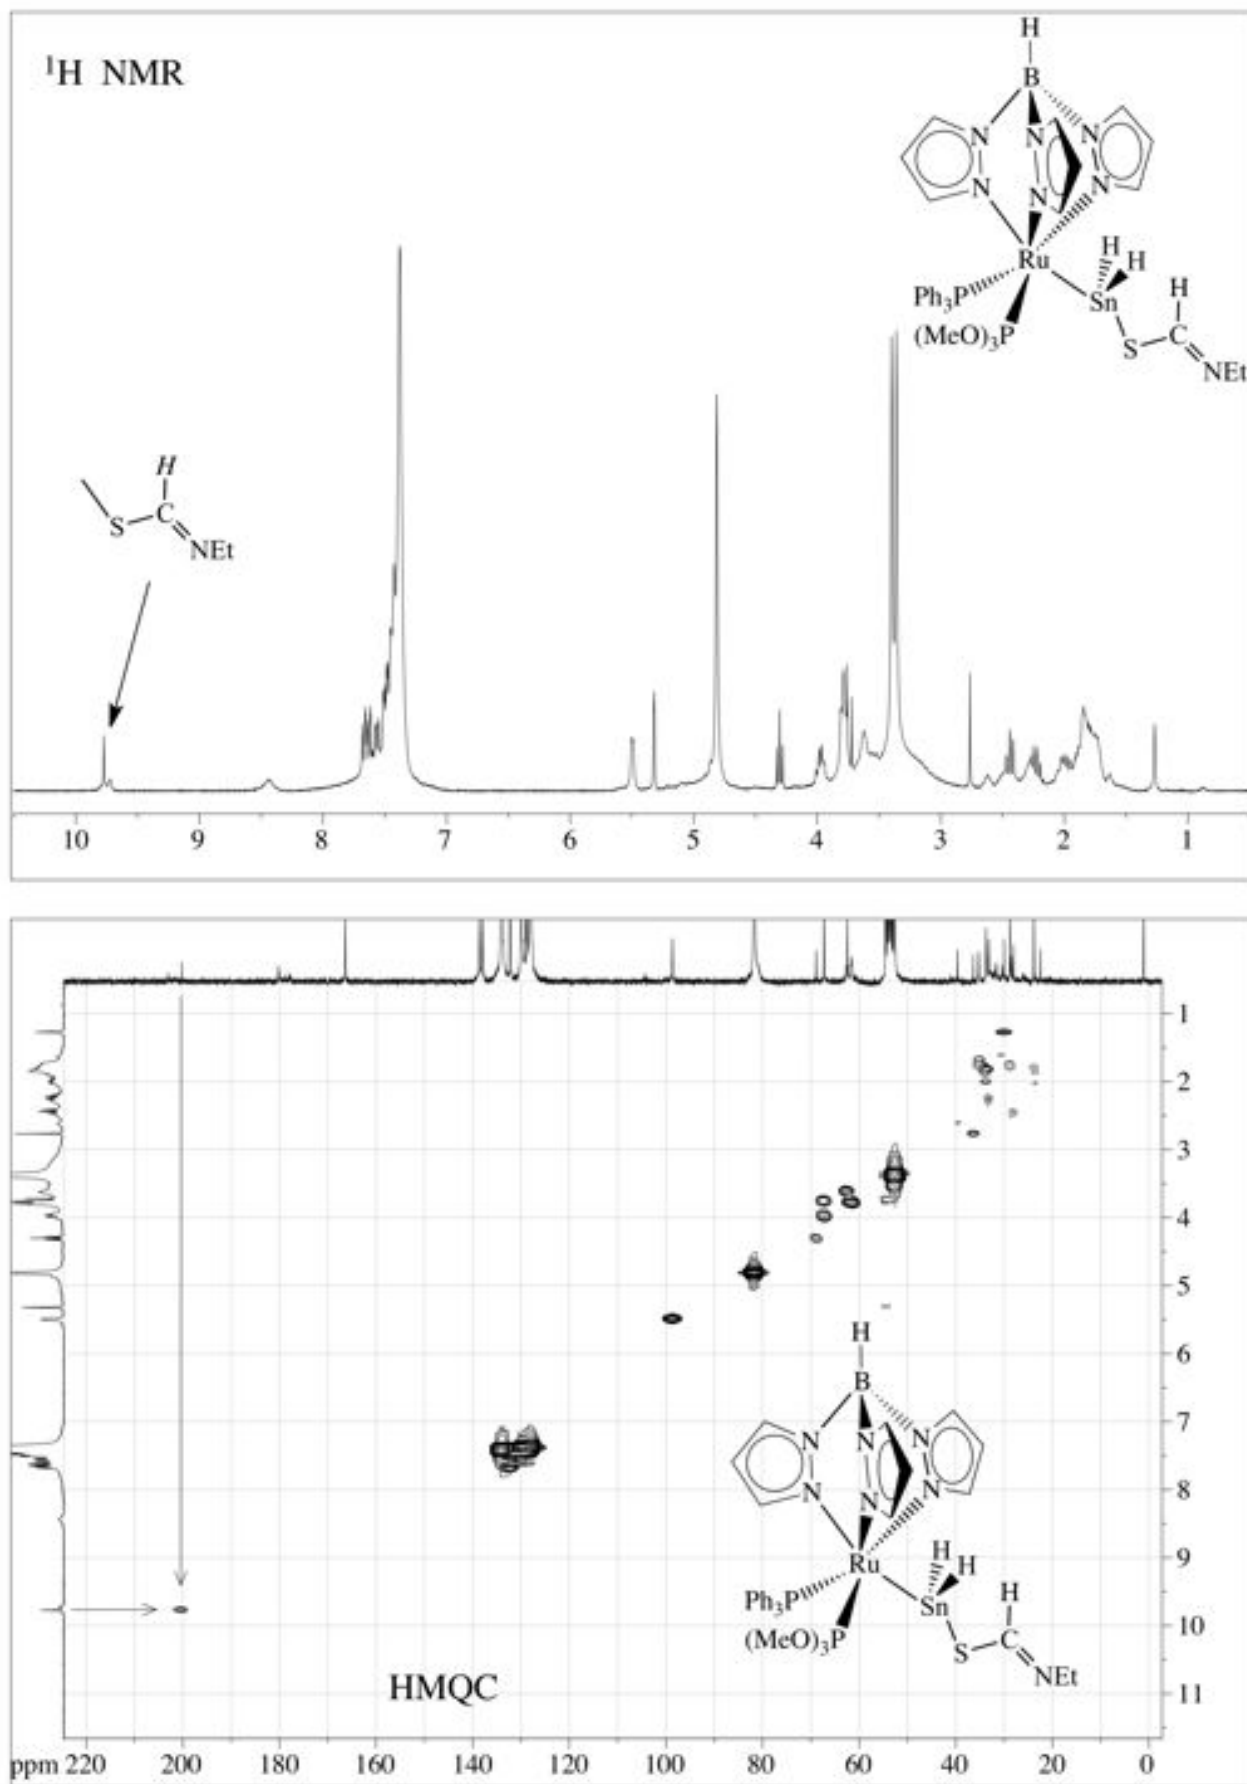 ¹H NMR
H
B
N N N
N N N
Ru
H H
Ph₃P
Sn
H
(MeO)₃P
S C
NEt
H
S C
NEt
10 9 8 7 6 5 4 3 2 1
1
2
3
4
5
6
7
8
9
10
11
H
B
N N N
N N N
Ru
H H
Ph₃P
Sn
H
(MeO)₃P
S C
NEt
HMQC
ppm 220 200 180 160 140 120 100 80 60 40 20 0